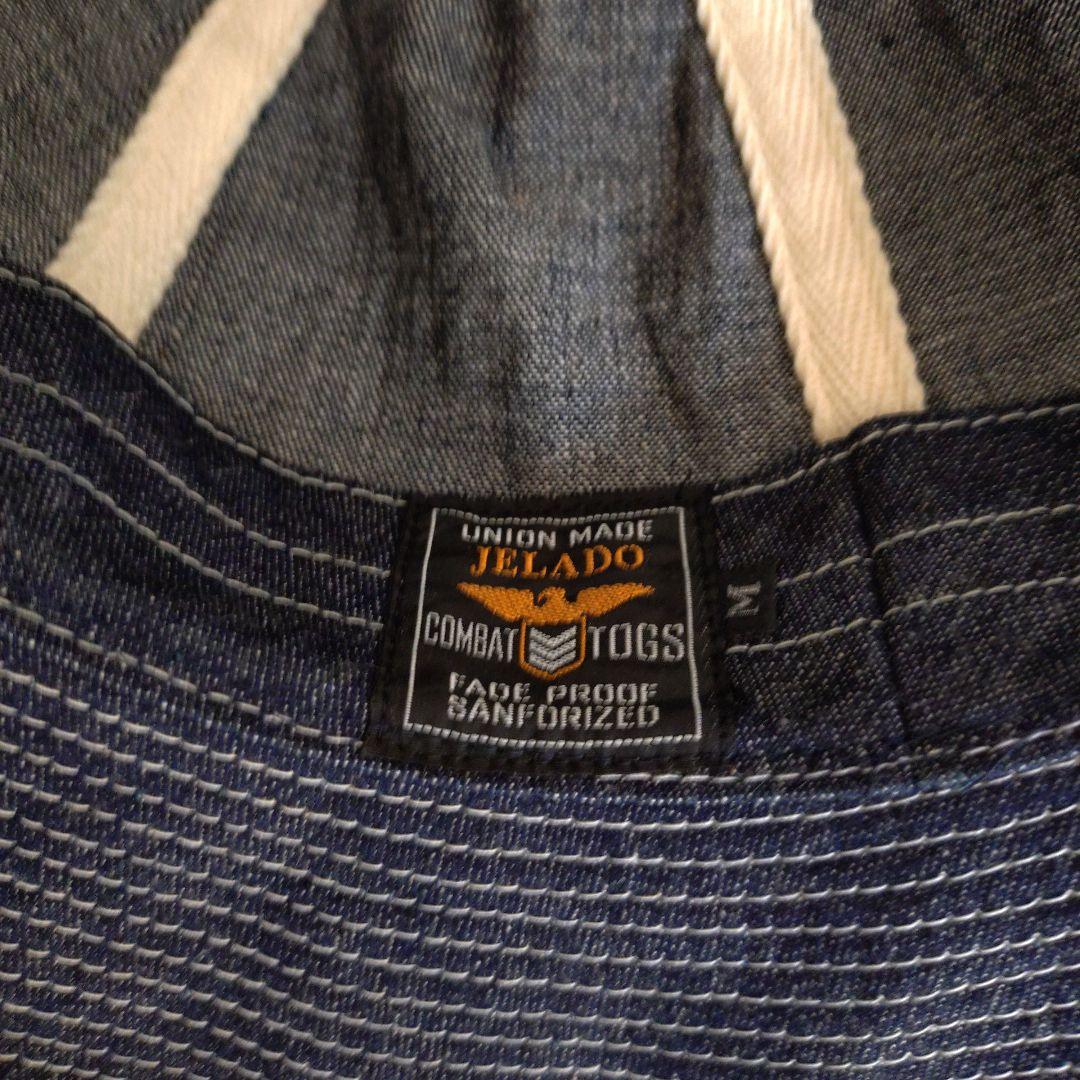 UNION MADE
JELADO
COMBAT TOGS
FADE PROOF
SANFORIZED
M